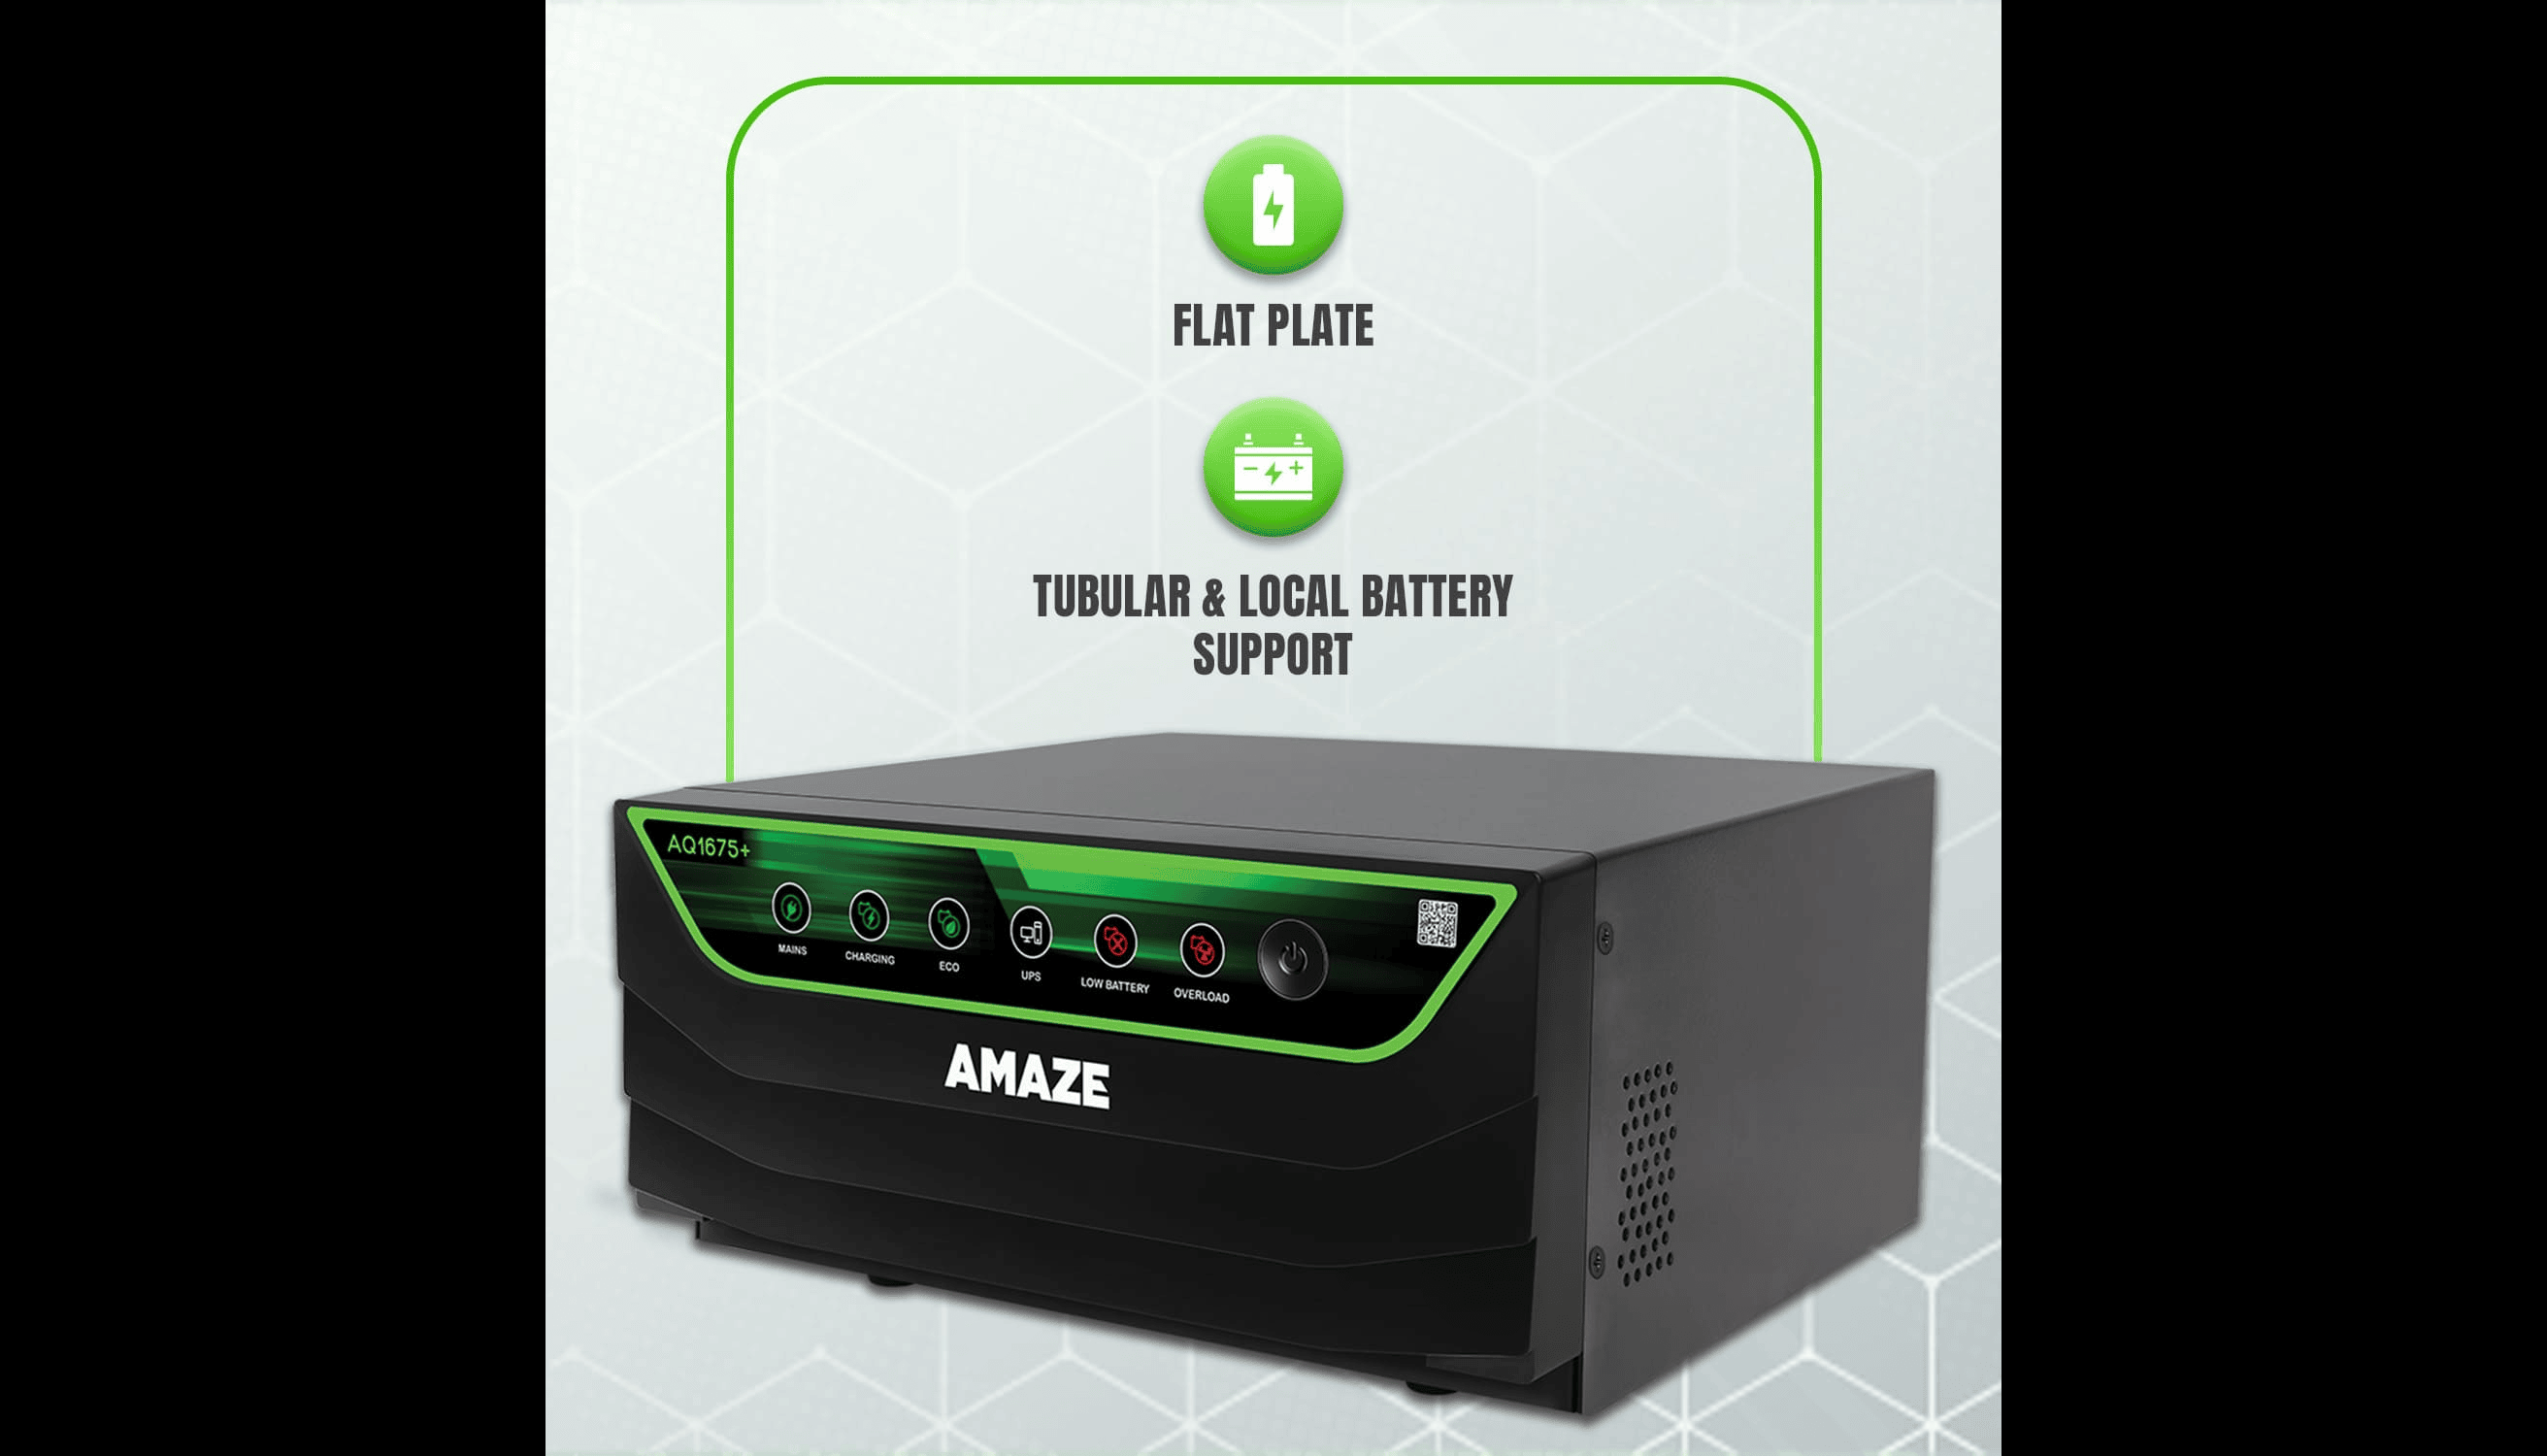 FLAT PLATE
TUBULAR & LOCAL BATTERY
SUPPORT
AQ1675+
MAINS
CHARGING
ECO
UPS
LOW BATTERY
OVERLOAD
AMAZE